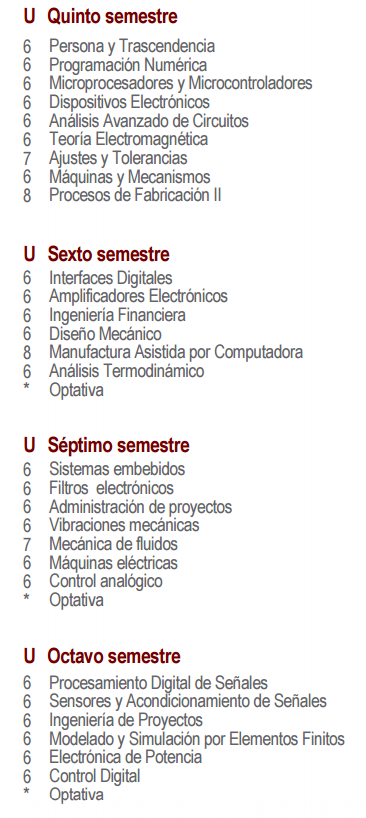 U Quinto semestre
6 Persona y Trascendencia
6 Programación Numérica
6 Microprocesadores y Microcontroladores
6 Dispositivos Electrónicos
6 Análisis Avanzado de Circuitos
6 Teoría Electromagnética
7 Ajustes y Tolerancias
6 Máquinas y Mecanismos
8 Procesos de Fabricación II
U Sexto semestre
6 Interfaces Digitales
6 Amplificadores Electrónicos
6 Ingeniería Financiera
6 Diseño Mecánico
8 Manufactura Asistida por Computadora
6 Análisis Termodinámico
* Optativa
U Séptimo semestre
6 Sistemas embebidos
6 Filtros electrónicos
6 Administración de proyectos
6 Vibraciones mecánicas
7 Mecánica de fluidos
6 Máquinas eléctricas
6 Control analógico
* Optativa
U Octavo semestre
6 Procesamiento Digital de Señales
6 Sensores y Acondicionamiento de Señales
6 Ingeniería de Proyectos
6 Modelado y Simulación por Elementos Finitos
6 Electrónica de Potencia
6 Control Digital
* Optativa